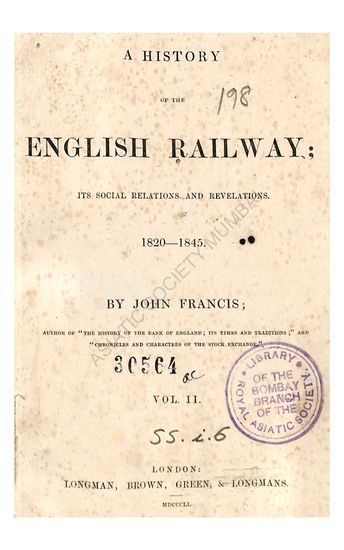 A HISTORY
OF THE
198
ENGLISH RAILWAY;
ITS SOCIAL RELATIONS AND REVELATIONS.
1820—1845.
BY JOHN FRANCIS;
AUTHOR OF "THE HISTORY OF THE BANK OF ENGLAND; ITS TIMES AND TRADITIONS;" AND
"CHRONICLES AND CHARACTERS OF THE STOCK EXCHANGE."
30564
VOL. II.
LIBRARY
OF THE
BOMBAY
BRANCH
OF THE
ROYAL ASIATIC SOCIETY
SS. i. 6
LONDON:
LONGMAN, BROWN, GREEN, & LONGMANS.
MDCCCLI.
ASIATIC SOCIETY MUMBAI